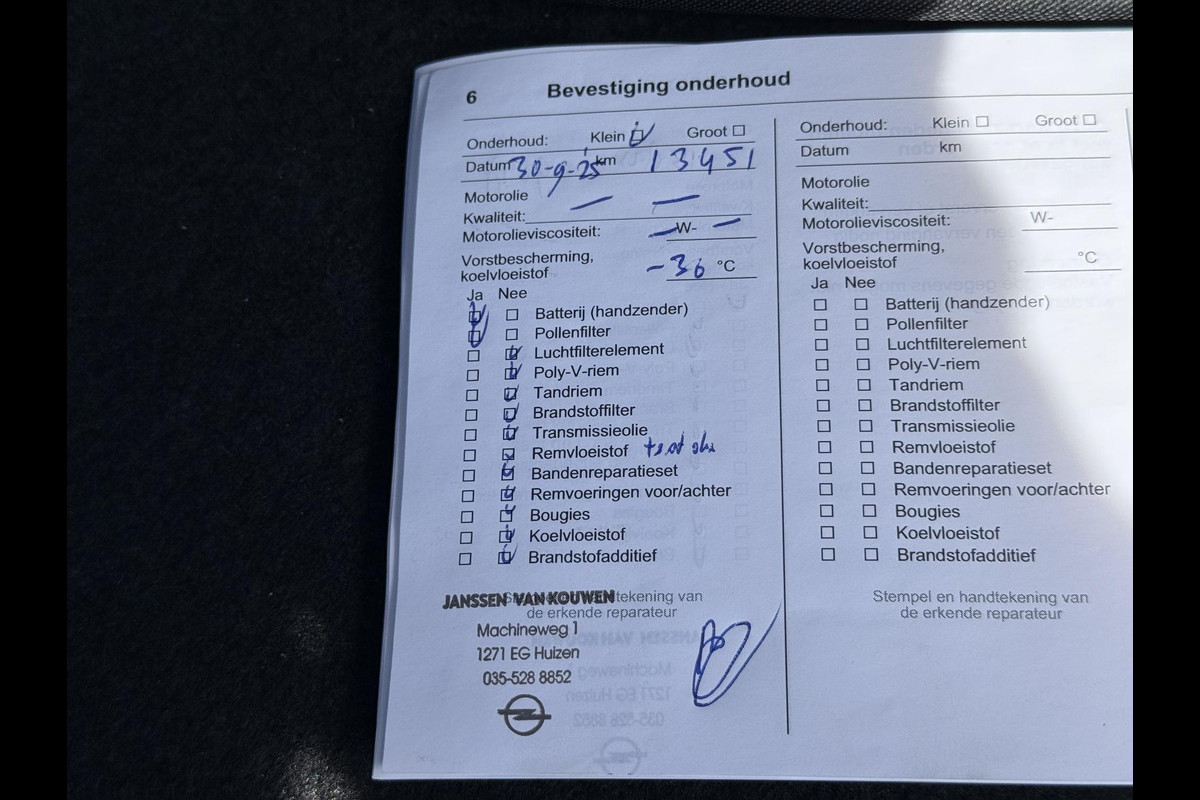 6 Bevestiging onderhoud
Onderhoud: Klein Groot
Datum 30-9-25 km 13451
Motorolie
Kwaliteit: — —
Motorolieviscositeit: — W- —
Vorstbescherming,
koelvloeistof -36 °C
Ja Nee
Batterij (handzender)
Pollenfilter
Luchtfilterelement
Poly-V-riem
Tandriem
Brandstoffilter
Transmissieolie
Remvloeistof
Bandenreparatieset
Remvoeringen voor/achter
Bougies
Koelvloeistof
Brandstofadditief
Stempel en handtekening van
de erkende reparateur
JANSSEN VAN KOUWEN
Machineweg 1
1271 EG Huizen
035-528 8852
Onderhoud: Klein Groot
Datum km
Motorolie
Kwaliteit:
Motorolieviscositeit: W-
Vorstbescherming,
koelvloeistof °C
Ja Nee
Batterij (handzender)
Pollenfilter
Luchtfilterelement
Poly-V-riem
Tandriem
Brandstoffilter
Transmissieolie
Remvloeistof
Bandenreparatieset
Remvoeringen voor/achter
Bougies
Koelvloeistof
Brandstofadditief
Stempel en handtekening van
de erkende reparateur